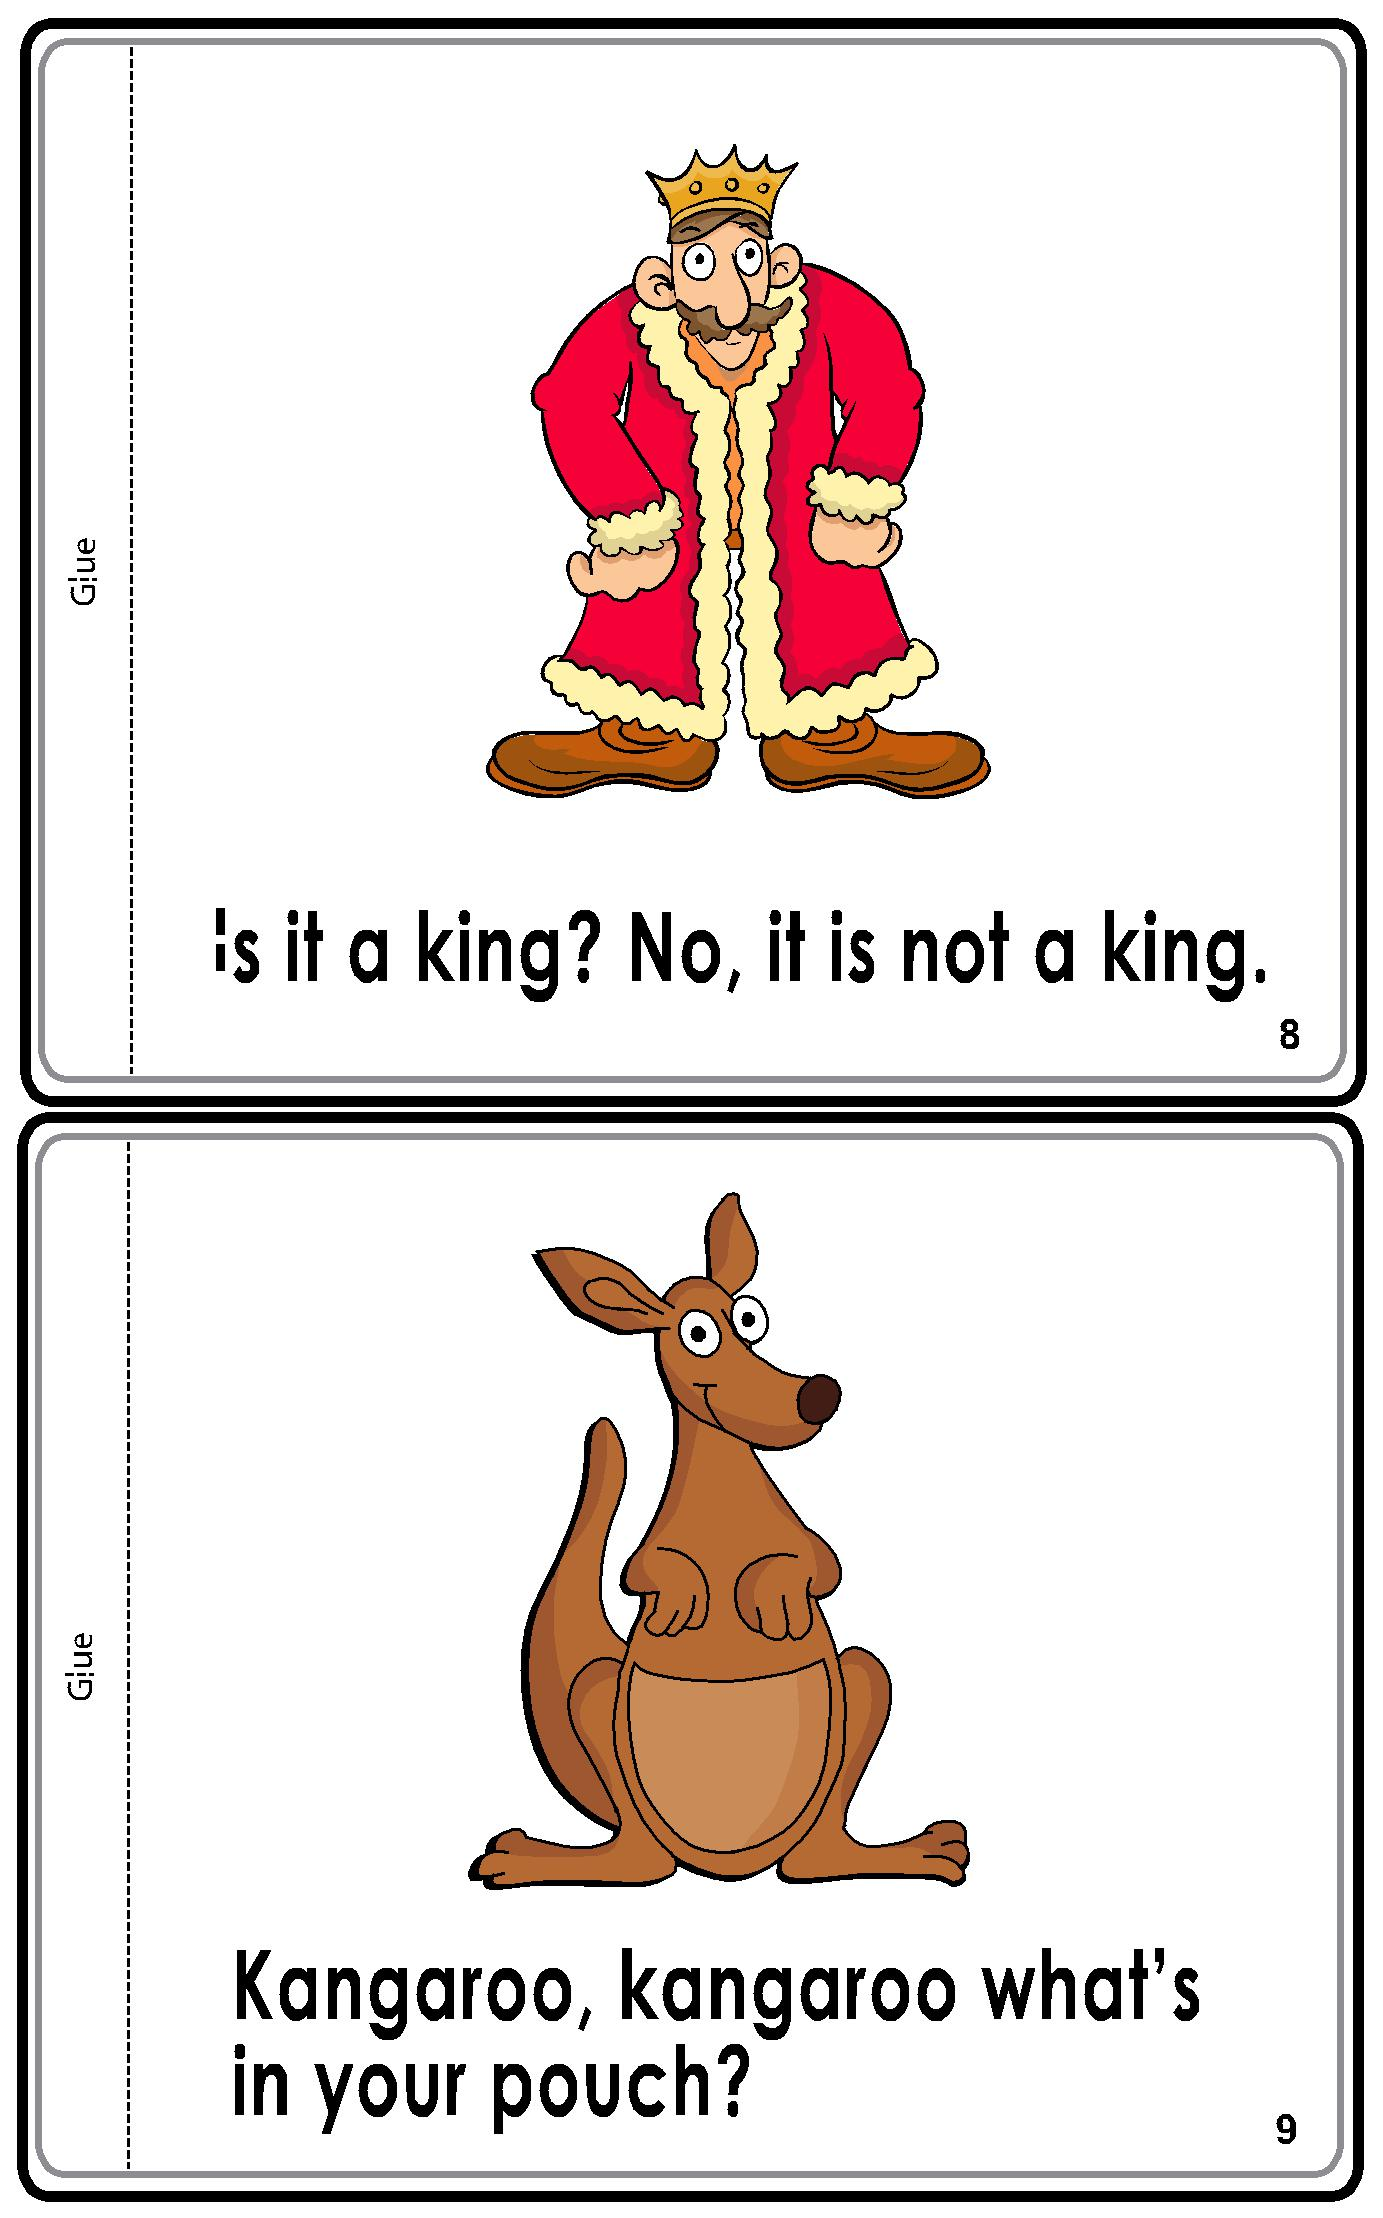 Glue
Is it a king? No, it is not a king.
8
Glue
Kangaroo, kangaroo what’s
in your pouch?
9